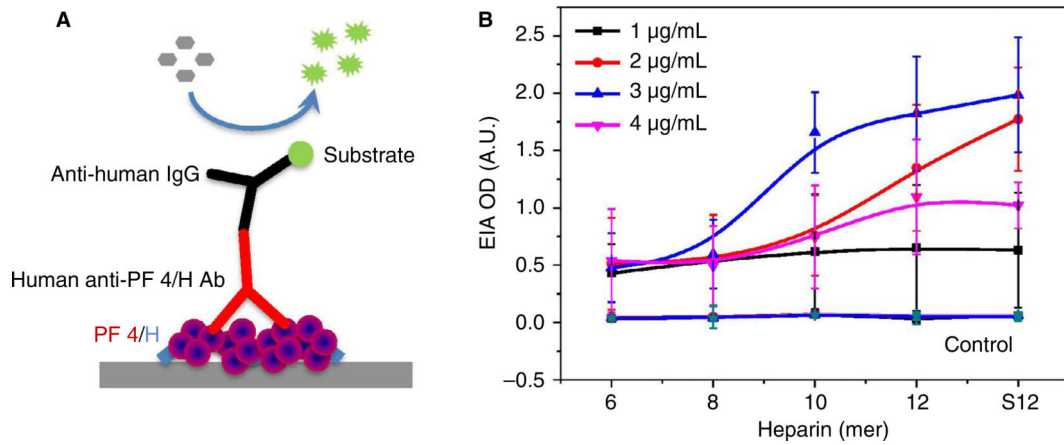 A
Substrate
Anti-human IgG
Human anti-PF 4/H Ab
PF 4/H
B
1 µg/mL
2 µg/mL
3 µg/mL
4 µg/mL
EIA OD (A.U.)
2.5
2.0
1.5
1.0
0.5
0.0
–0.5
Control
6 8 10 12 S12
Heparin (mer)